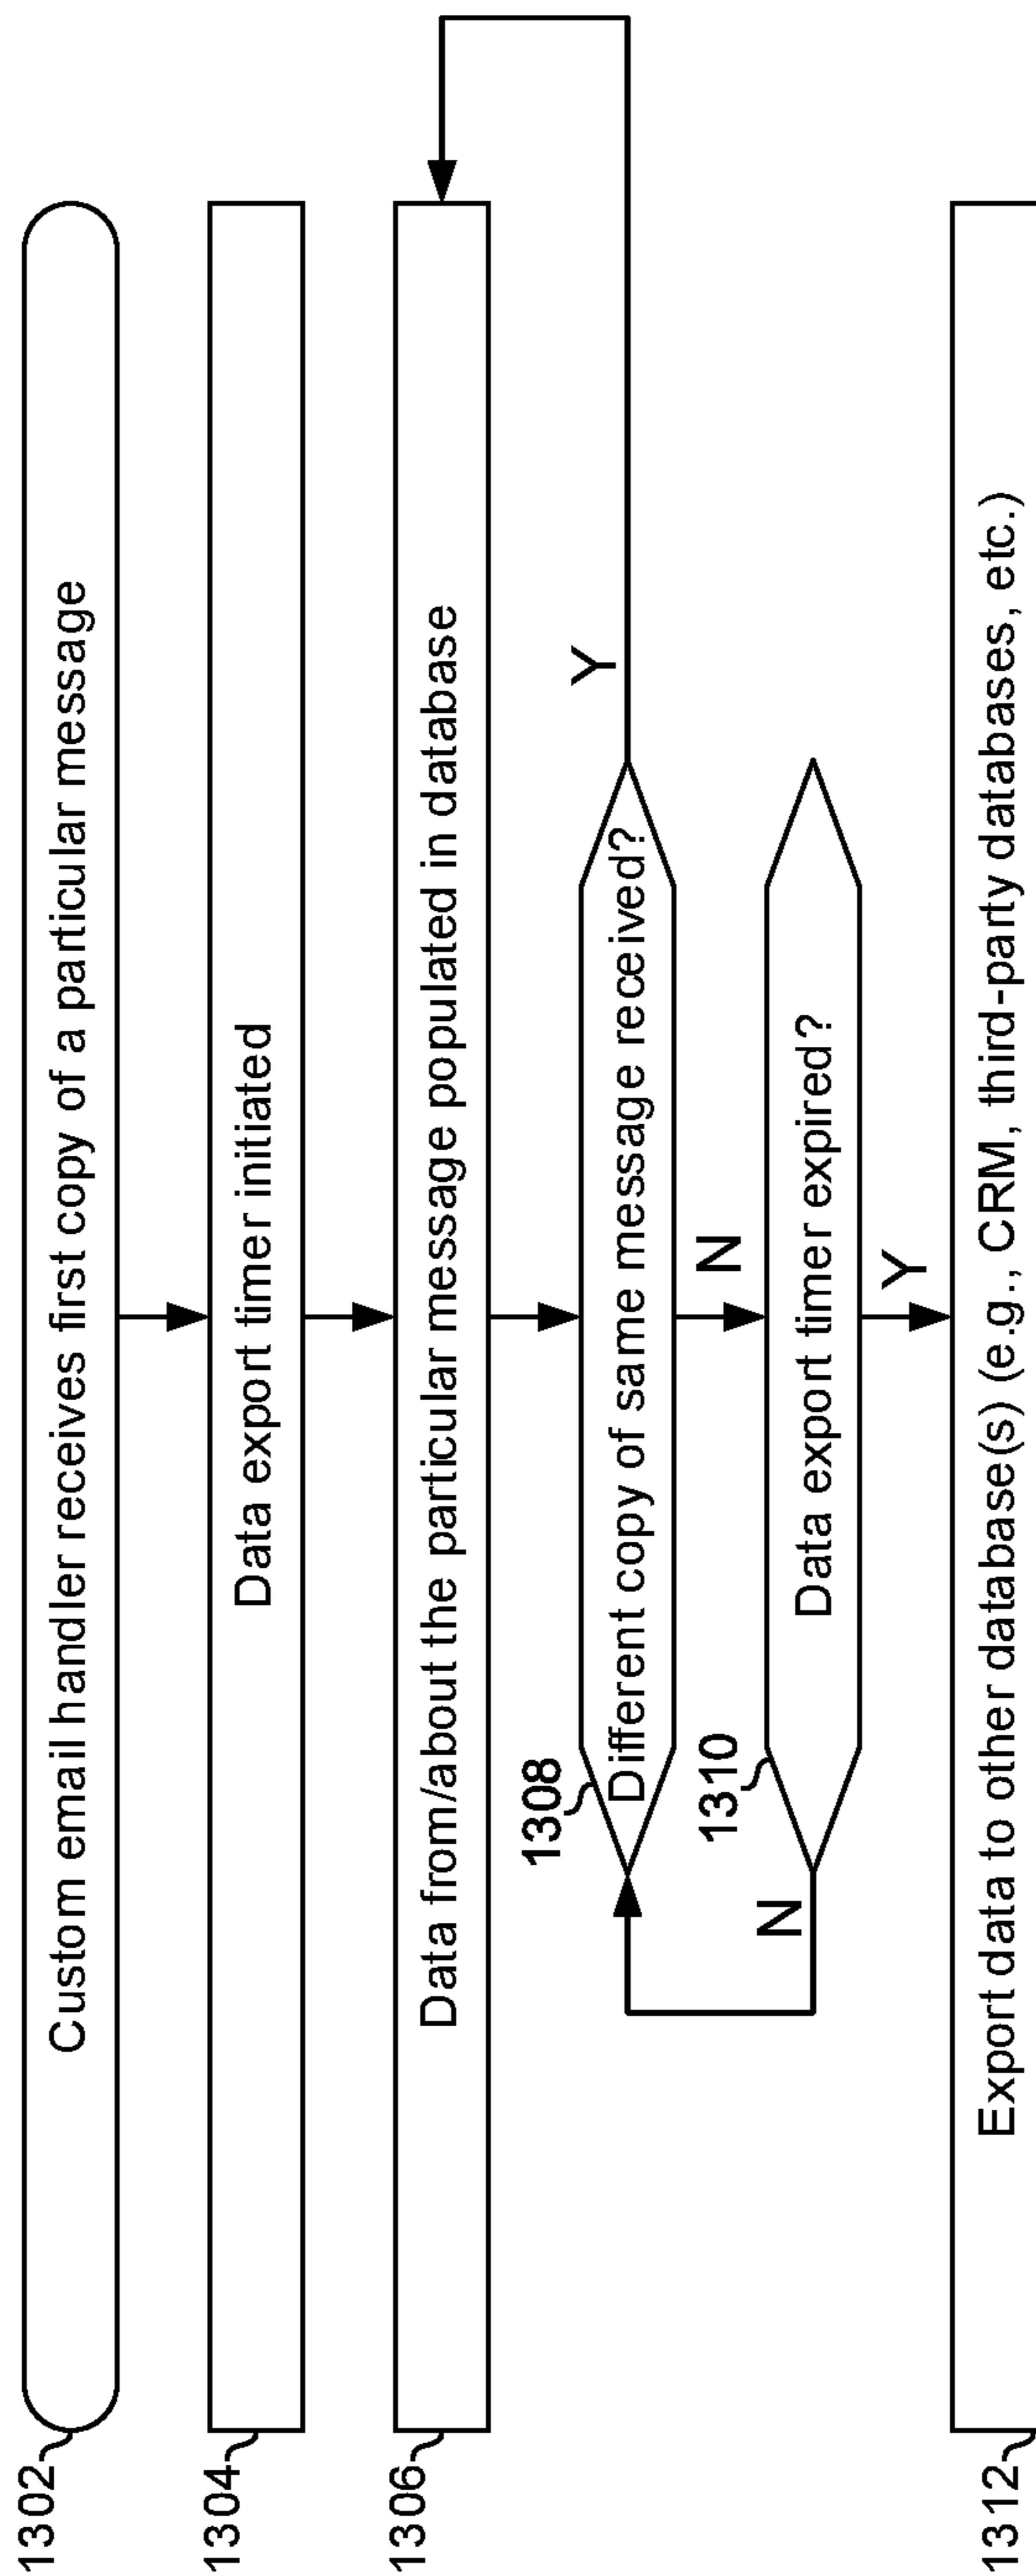 1302
Custom email handler receives first copy of a particular message
1304
Data export timer initiated
1306
Data from/about the particular message populated in database
1308
Different copy of same message received?
Y
N
1310
Data export timer expired?
N
Y
1312
Export data to other database(s) (e.g., CRM, third-party databases, etc.)